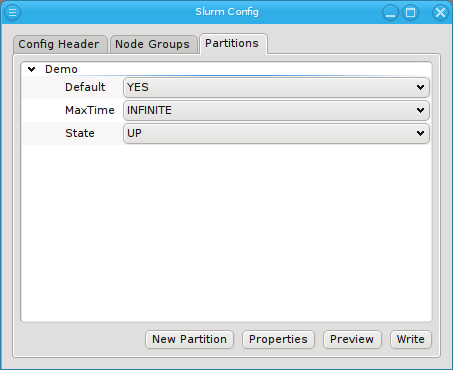 Slurm Config
Config Header Node Groups Partitions
Demo
Default YES
MaxTime INFINITE
State UP
New Partition Properties Preview Write